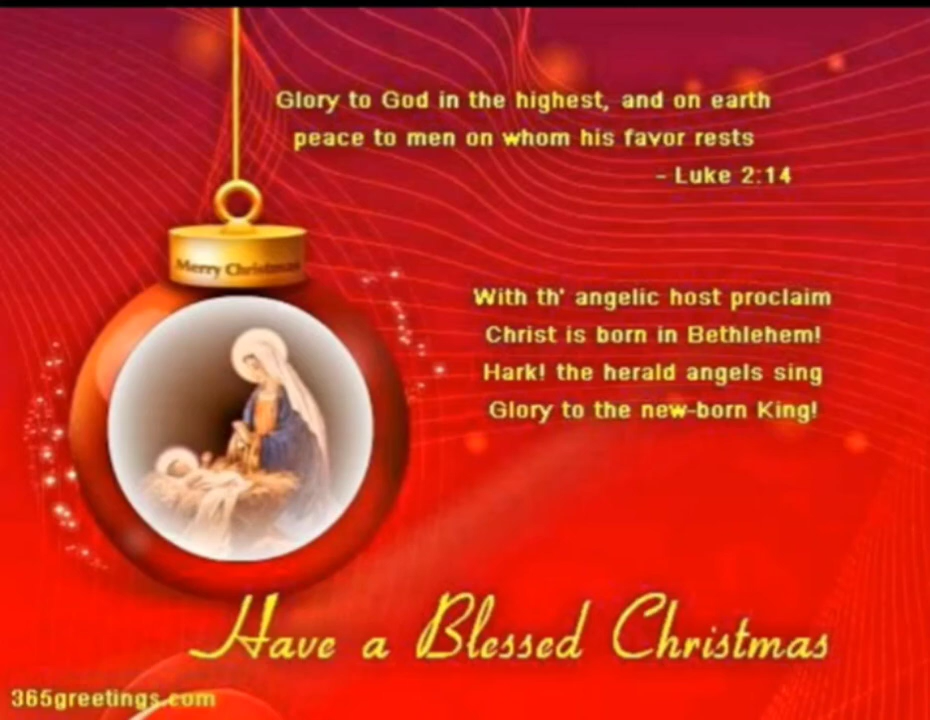 Glory to God in the highest, and on earth
peace to men on whom his favor rests
- Luke 2:14
Merry Christmas
With th' angelic host proclaim
Christ is born in Bethlehem!
Hark! the herald angels sing
Glory to the new-born King!
Have a Blessed Christmas
365greetings.com